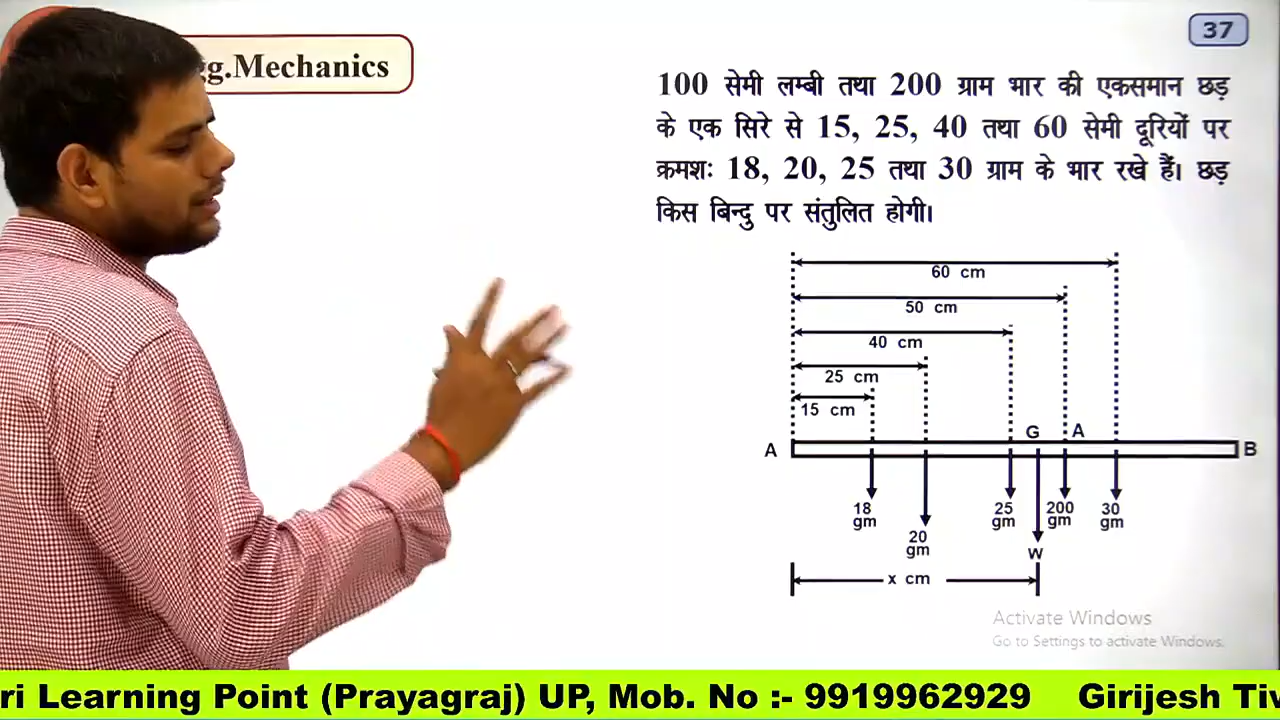 gg.Mechanics
37
100 सेमी लम्बी तथा 200 ग्राम भार की एकसमान छड़
के एक सिरे से 15, 25, 40 तथा 60 सेमी दूरियों पर
क्रमशः 18, 20, 25 तथा 30 ग्राम के भार रखे हैं। छड़
किस बिन्दु पर संतुलित होगी।
60 cm
50 cm
40 cm
25 cm
15 cm
G A
A B
18 gm
20 gm
25 gm
200 gm
30 gm
W
x cm
Activate Windows
Go to Settings to activate Windows.
ri Learning Point (Prayagraj) UP, Mob. No :- 9919962929 Girijesh Tiv